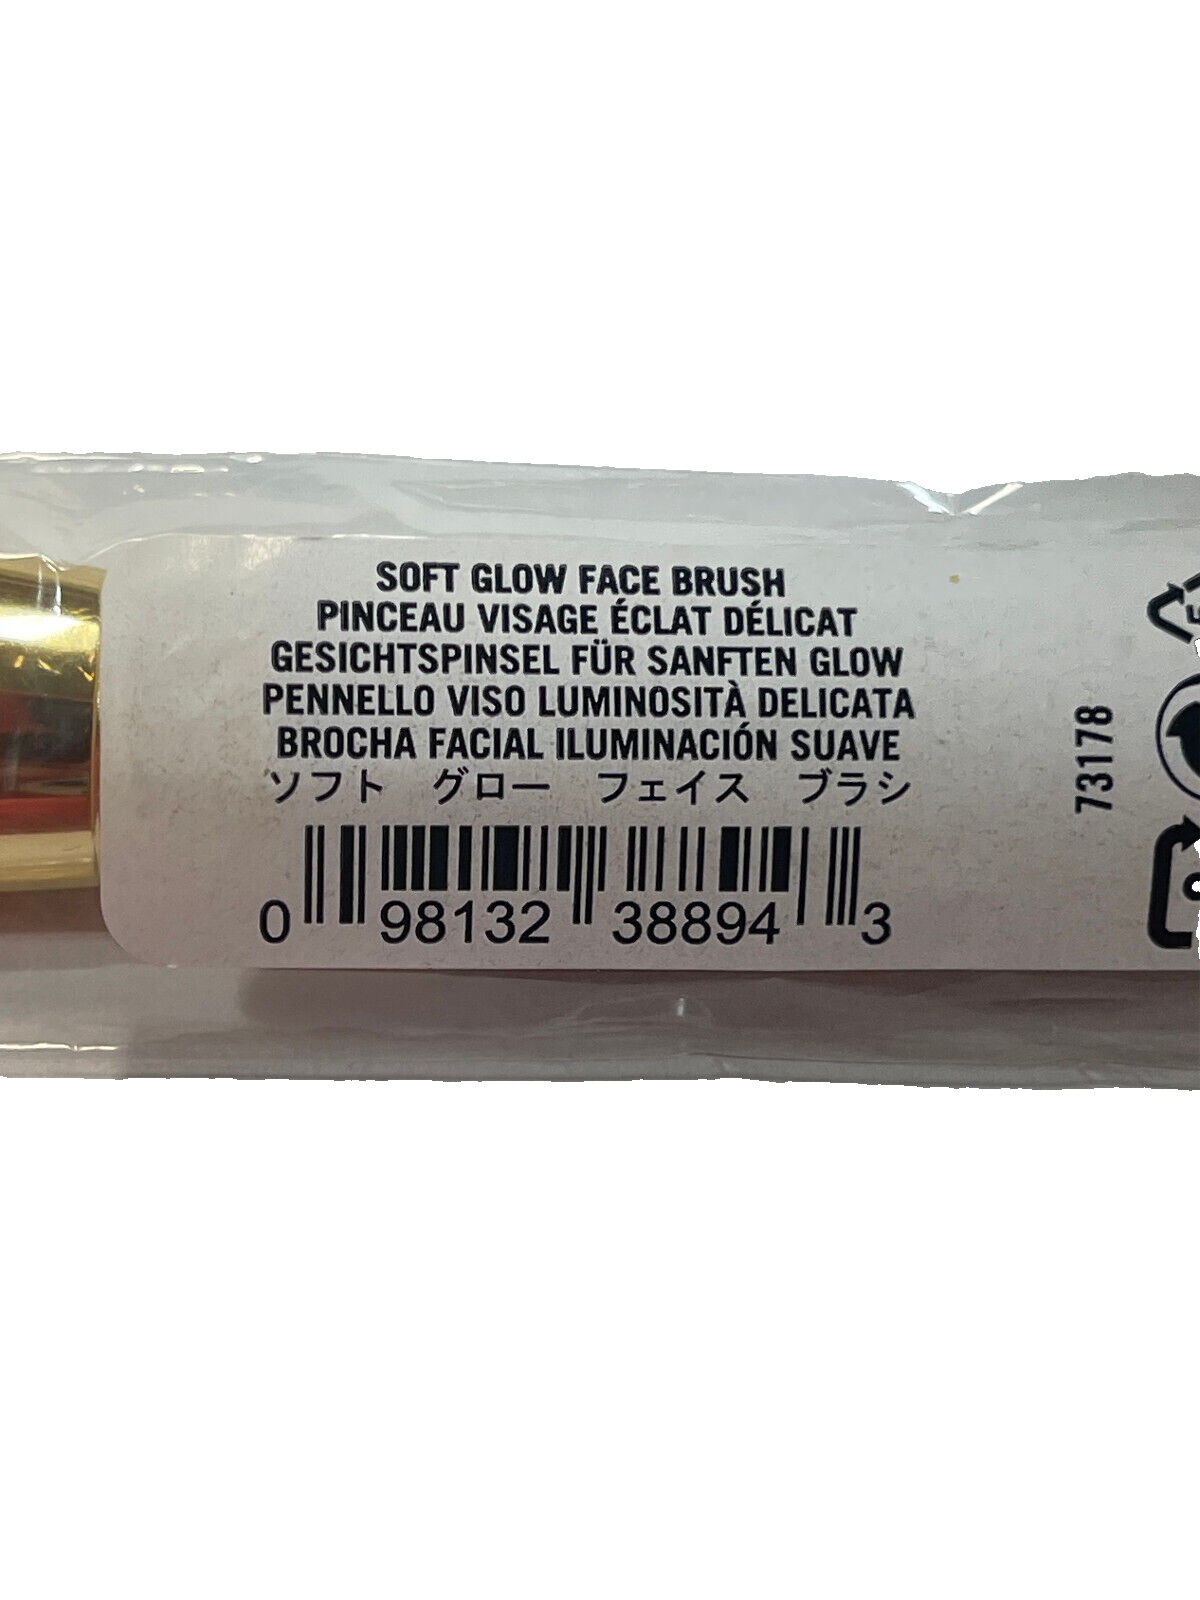 SOFT GLOW FACE BRUSH
PINCEAU VISAGE ÉCLAT DÉLICAT
GESICHTSPINSEL FÜR SANFTEN GLOW
PENNELLO VISO LUMINOSITÀ DELICATA
BROCHA FACIAL ILUMINACIÓN SUAVE
ソフト　グロー　フェイス　ブラシ
0 98132 38894 3
73178